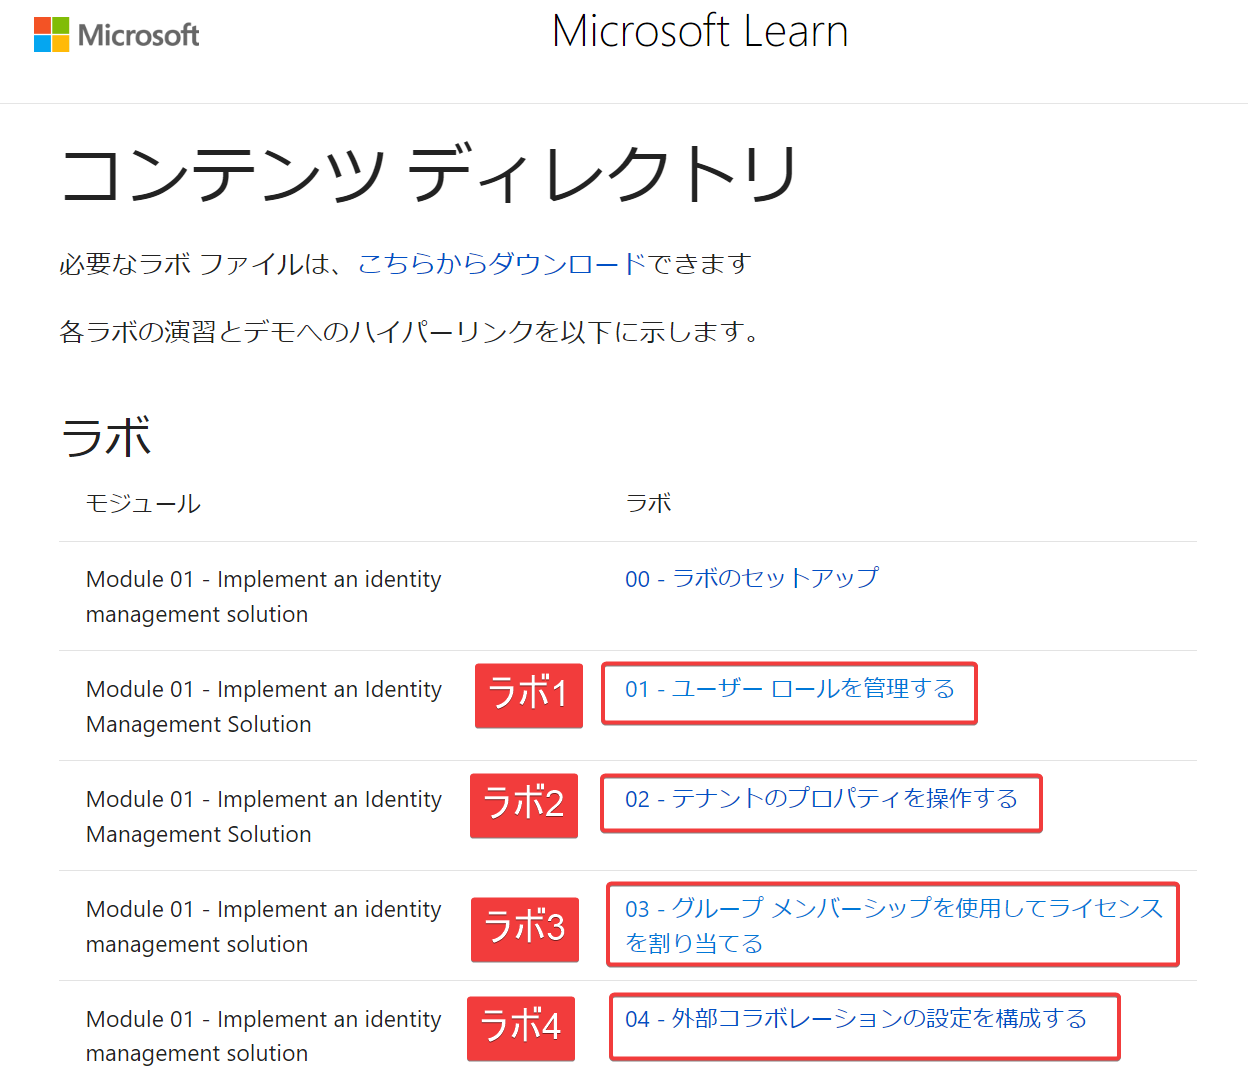 Microsoft
Microsoft Learn
コンテンツ ディレクトリ
必要なラボ ファイルは、こちらからダウンロードできます
各ラボの演習とデモへのハイパーリンクを以下に示します。
ラボ
モジュール ラボ
Module 01 - Implement an identity
management solution
00 - ラボのセットアップ
Module 01 - Implement an Identity
Management Solution
ラボ1
01 - ユーザー ロールを管理する
Module 01 - Implement an Identity
Management Solution
ラボ2
02 - テナントのプロパティを操作する
Module 01 - Implement an identity
management solution
ラボ3
03 - グループ メンバーシップを使用してライセンス
を割り当てる
Module 01 - Implement an identity
management solution
ラボ4
04 - 外部コラボレーションの設定を構成する